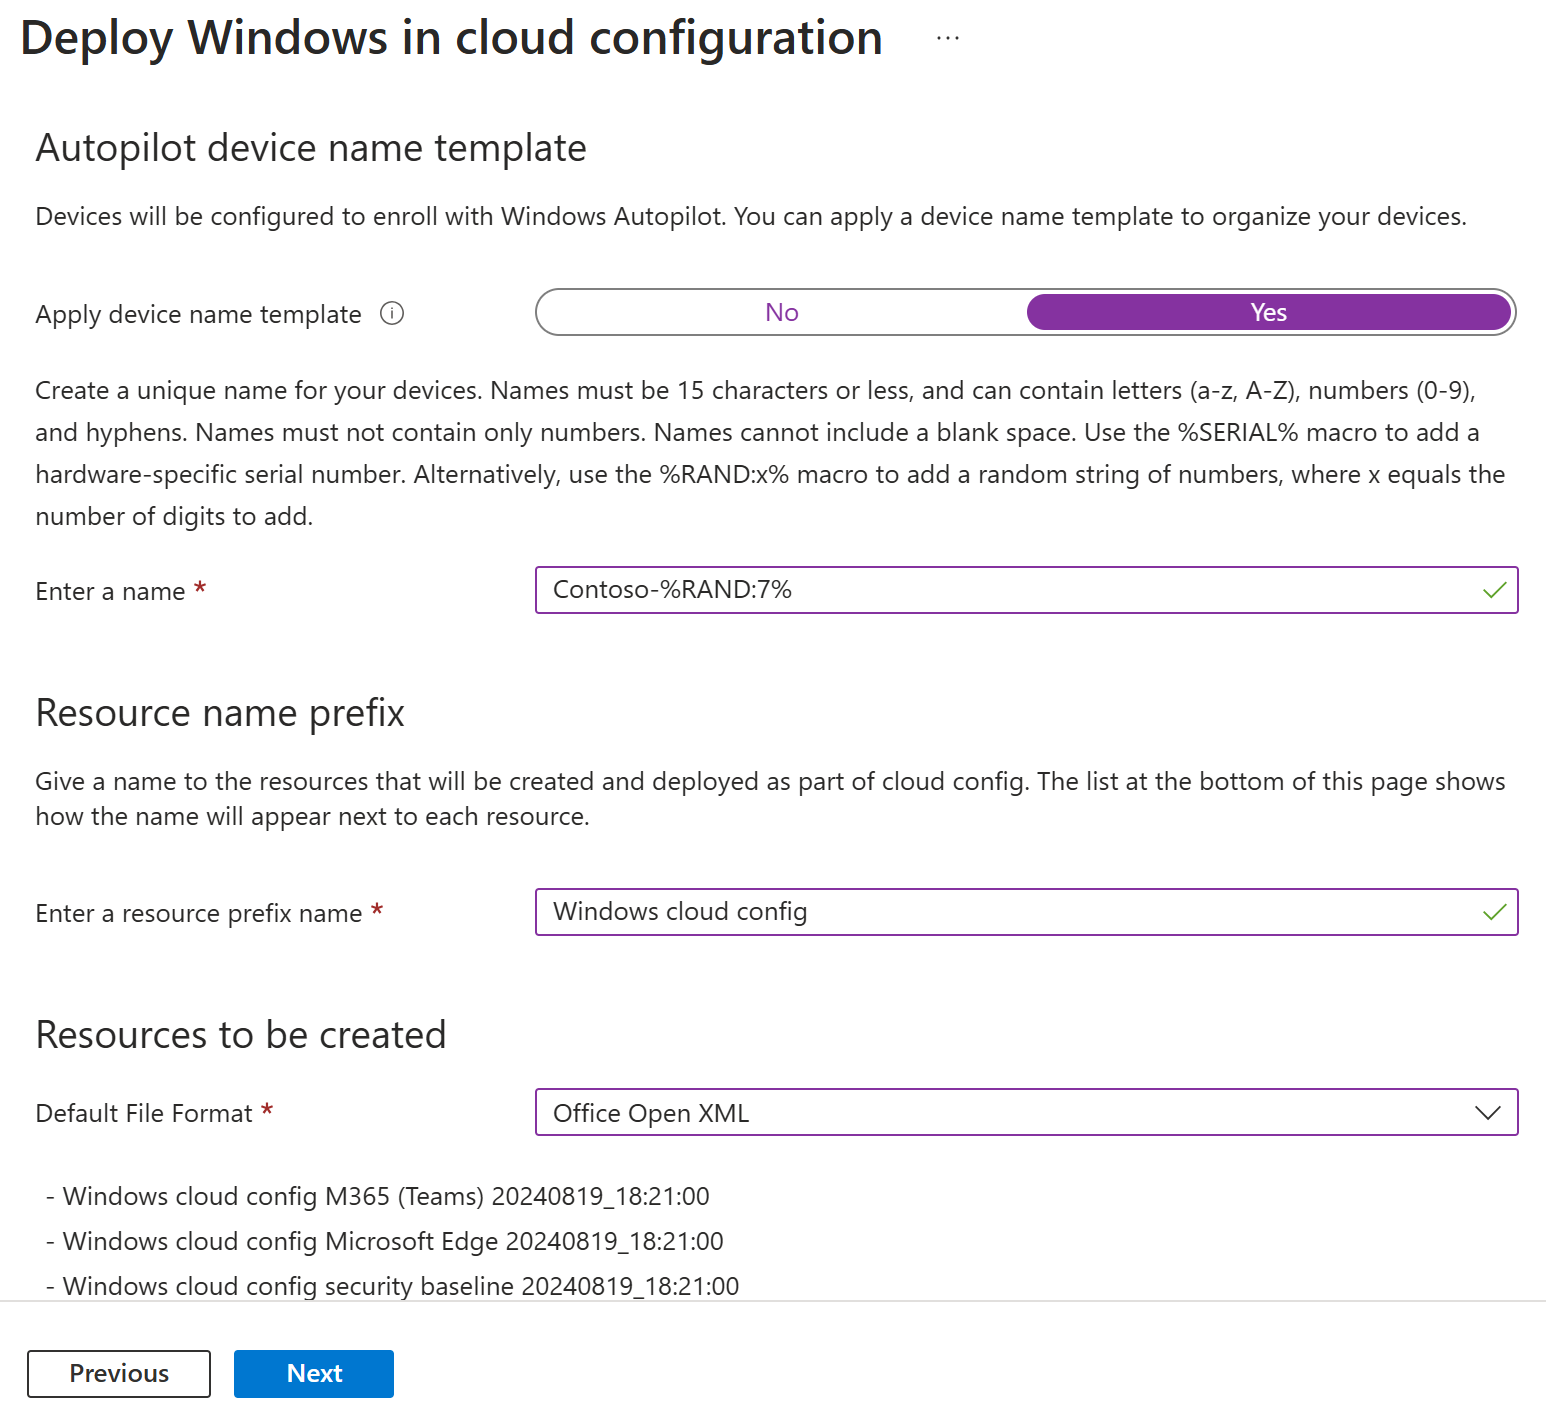 Deploy Windows in cloud configuration ...
Autopilot device name template
Devices will be configured to enroll with Windows Autopilot. You can apply a device name template to organize your devices.
Apply device name template
No
Yes
Create a unique name for your devices. Names must be 15 characters or less, and can contain letters (a-z, A-Z), numbers (0-9),
and hyphens. Names must not contain only numbers. Names cannot include a blank space. Use the %SERIAL% macro to add a
hardware-specific serial number. Alternatively, use the %RAND:x% macro to add a random string of numbers, where x equals the
number of digits to add.
Enter a name *
Contoso-%RAND:7%
Resource name prefix
Give a name to the resources that will be created and deployed as part of cloud config. The list at the bottom of this page shows
how the name will appear next to each resource.
Enter a resource prefix name *
Windows cloud config
Resources to be created
Default File Format *
Office Open XML
- Windows cloud config M365 (Teams) 20240819_18:21:00
- Windows cloud config Microsoft Edge 20240819_18:21:00
- Windows cloud config security baseline 20240819_18:21:00
Previous
Next